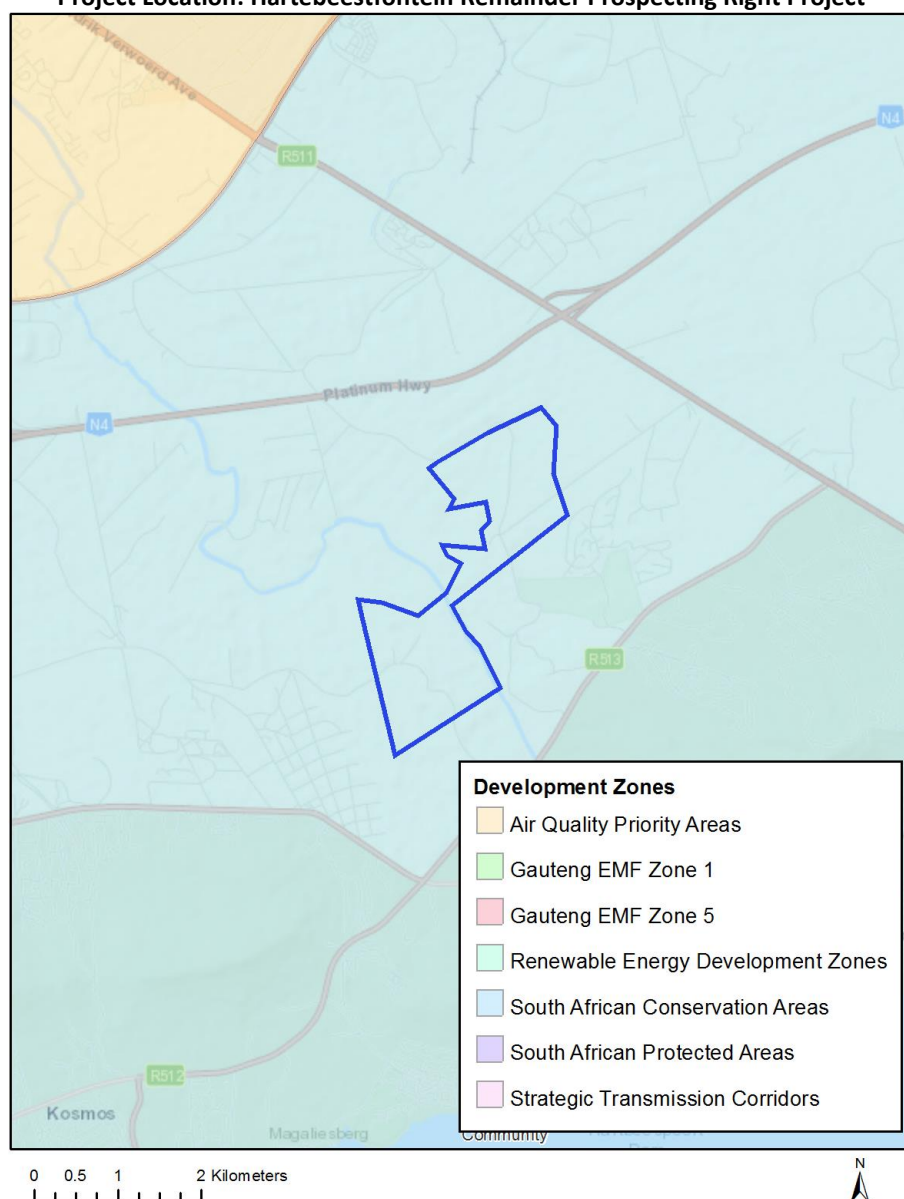 Project Location: Hartebeestfontein Remainder Prospecting Right Project
drik Verwoerd Ave
R511
N4
Platinum Hwy
N4
R513
R512
Kosmos
Magaliesberg
Community
Development Zones
Air Quality Priority Areas
Gauteng EMF Zone 1
Gauteng EMF Zone 5
Renewable Energy Development Zones
South African Conservation Areas
South African Protected Areas
Strategic Transmission Corridors
0 0.5 1 2 Kilometers
N